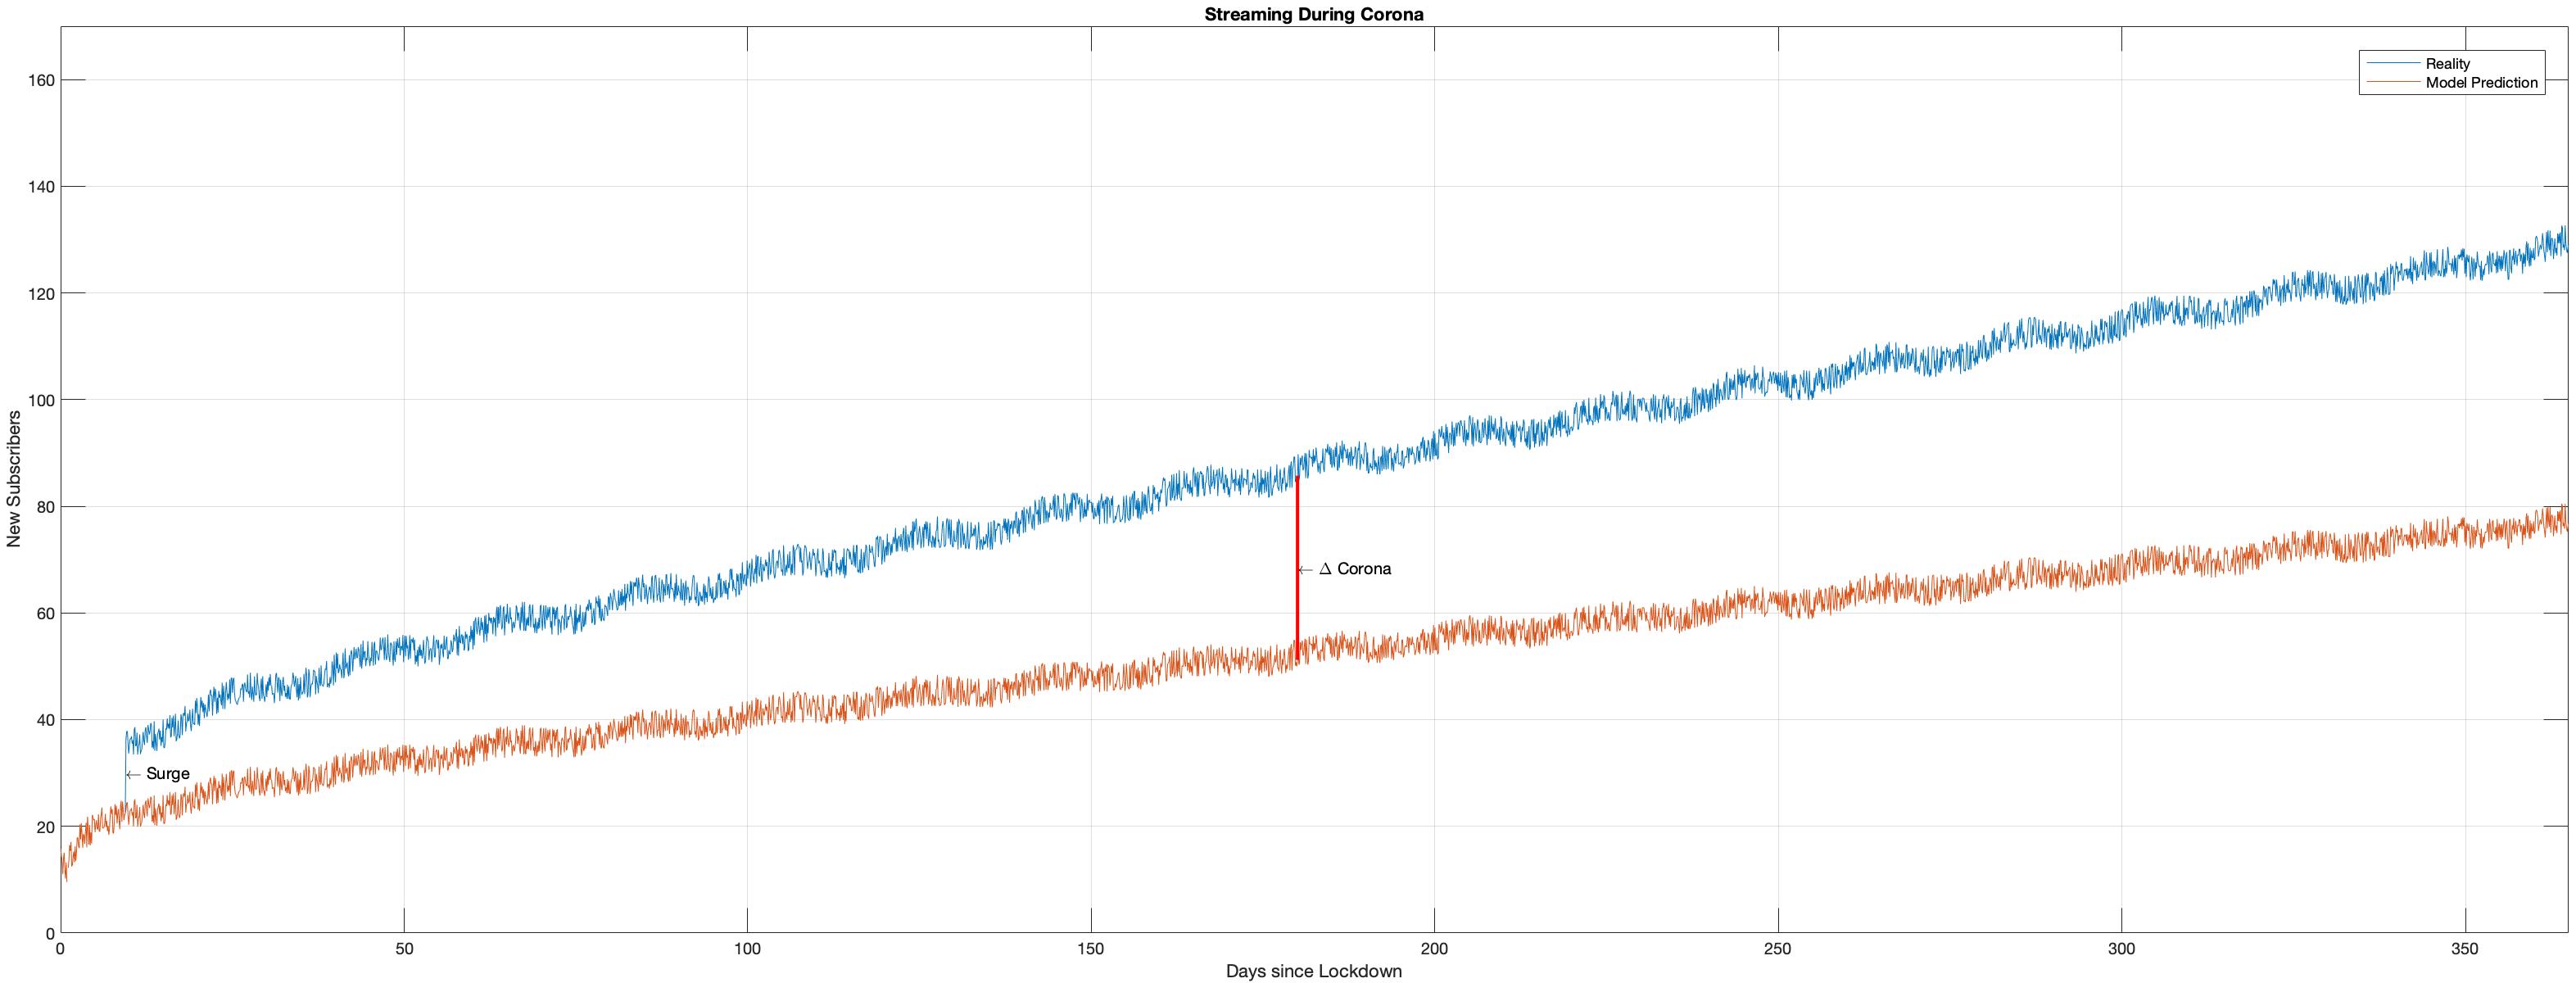 Streaming During Corona
Reality
Model Prediction
160
140
120
100
80
60
40
20
0
New Subscribers
← Δ Corona
← Surge
0 50 100 150 200 250 300 350
Days since Lockdown